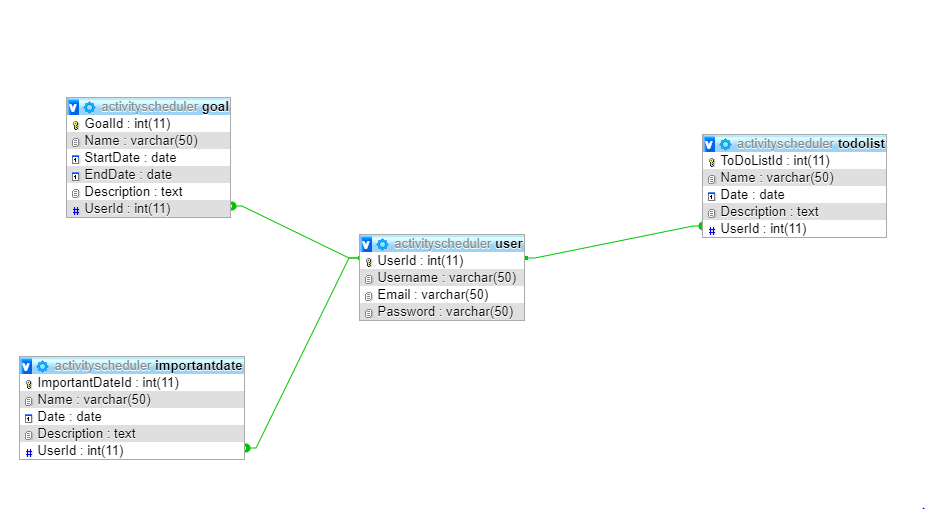 activityscheduler goal
GoalId : int(11)
Name : varchar(50)
StartDate : date
EndDate : date
Description : text
UserId : int(11)
activityscheduler todolist
ToDoListId : int(11)
Name : varchar(50)
Date : date
Description : text
UserId : int(11)
activityscheduler user
UserId : int(11)
Username : varchar(50)
Email : varchar(50)
Password : varchar(50)
activityscheduler importantdate
ImportantDateId : int(11)
Name : varchar(50)
Date : date
Description : text
UserId : int(11)